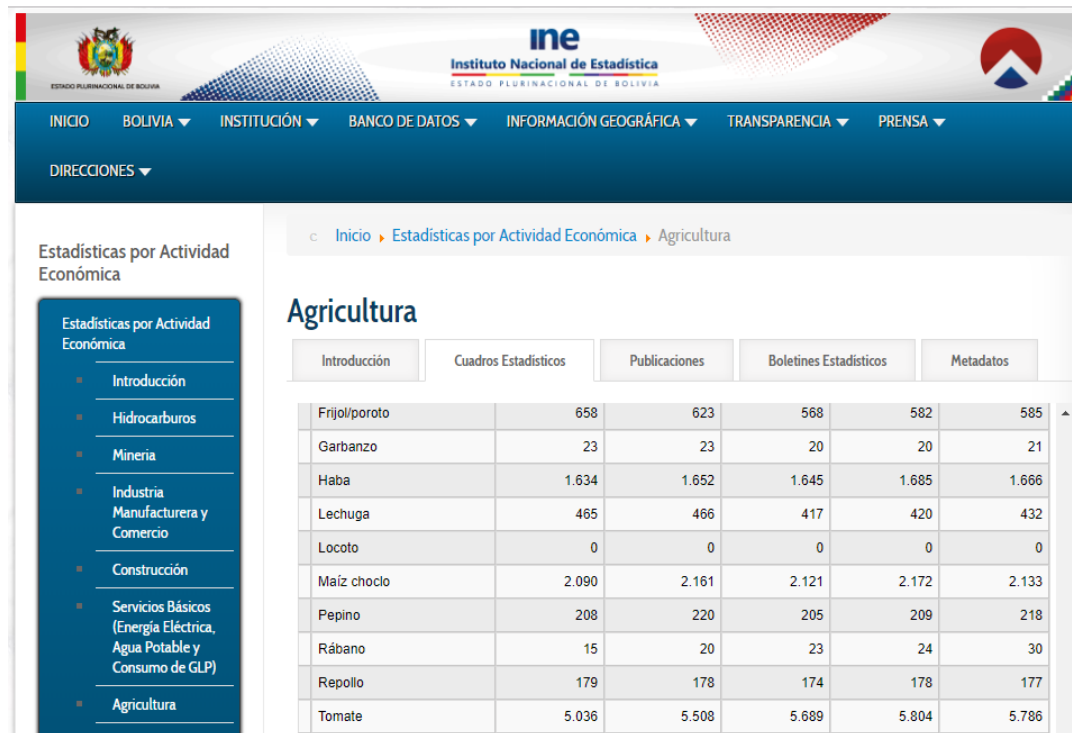 ESTADO PLURINACIONAL DE BOLIVIA
ine
Instituto Nacional de Estadística
ESTADO PLURINACIONAL DE BOLIVIA
INICIO BOLIVIA INSTITUCIÓN BANCO DE DATOS INFORMACIÓN GEOGRÁFICA TRANSPARENCIA PRENSA
DIRECCIONES
Estadísticas por Actividad
Económica
Estadísticas por Actividad
Económica
Introducción
Hidrocarburos
Mineria
Industria
Manufacturera y
Comercio
Construcción
Servicios Básicos
(Energía Eléctrica,
Agua Potable y
Consumo de GLP)
Agricultura
c Inicio Estadísticas por Actividad Económica Agricultura
Agricultura
Introducción Cuadros Estadísticos Publicaciones Boletines Estadísticos Metadatos
Frijol/poroto 658 623 568 582 585
Garbanzo 23 23 20 20 21
Haba 1.634 1.652 1.645 1.685 1.666
Lechuga 465 466 417 420 432
Locoto 0 0 0 0 0
Maíz choclo 2.090 2.161 2.121 2.172 2.133
Pepino 208 220 205 209 218
Rábano 15 20 23 24 30
Repollo 179 178 174 178 177
Tomate 5.036 5.508 5.689 5.804 5.786